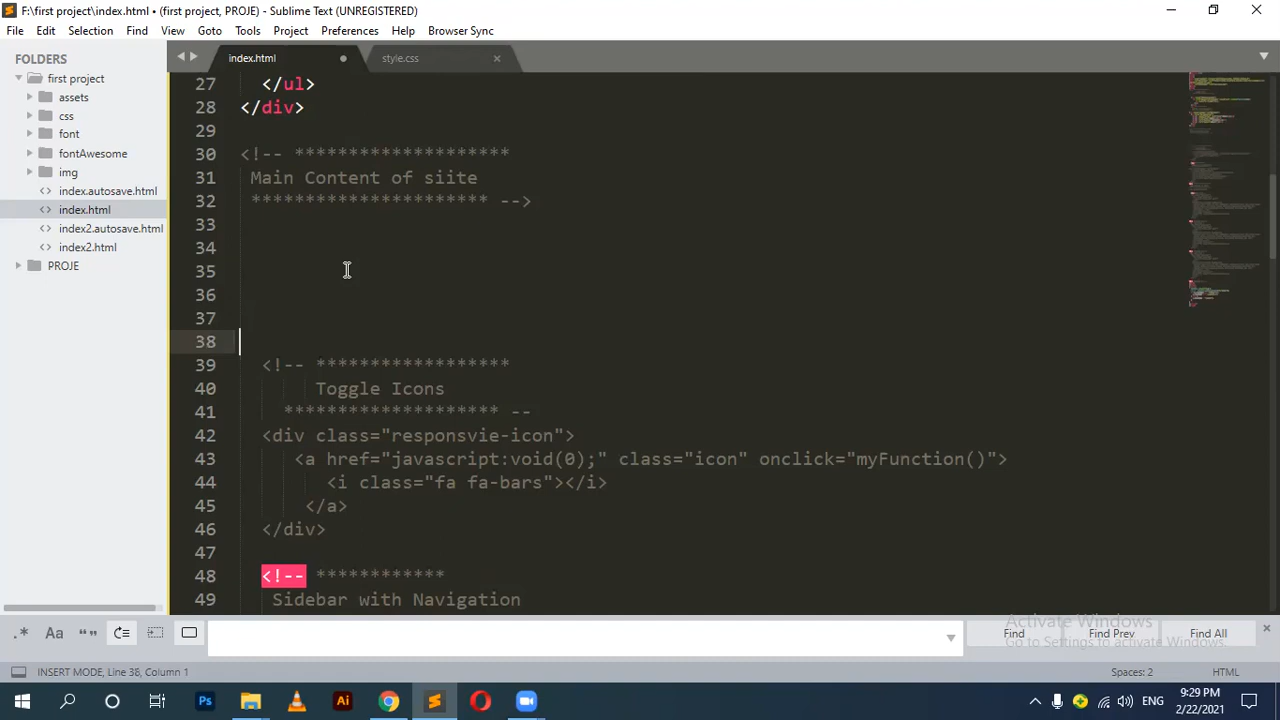 F:\first project\index.html • (first project, PROJE) - Sublime Text (UNREGISTERED)
File Edit Selection Find View Goto Tools Project Preferences Help Browser Sync
FOLDERS
first project
assets
css
font
fontAwesome
img
index.autosave.html
index.html
index2.autosave.html
index2.html
PROJE
index.html
style.css
27 </ul>
28 </div>
29
30 <!-- ********************
31 Main Content of siite
32 ********************** -->
33
34
35
36
37
38
39 <!-- ******************
40 Toggle Icons
41 ******************** --
42 <div class="responsvie-icon">
43 <a href="javascript:void(0);" class="icon" onclick="myFunction()">
44 <i class="fa fa-bars"></i>
45 </a>
46 </div>
47
48 <!-- ************
49 Sidebar with Navigation
Activate Windows
Go to Settings to activate Windows.
.* Aa “” Find Find Prev Find All
INSERT MODE, Line 38, Column 1 Spaces: 2 HTML
Ps Ai ENG 9:29 PM 2/22/2021